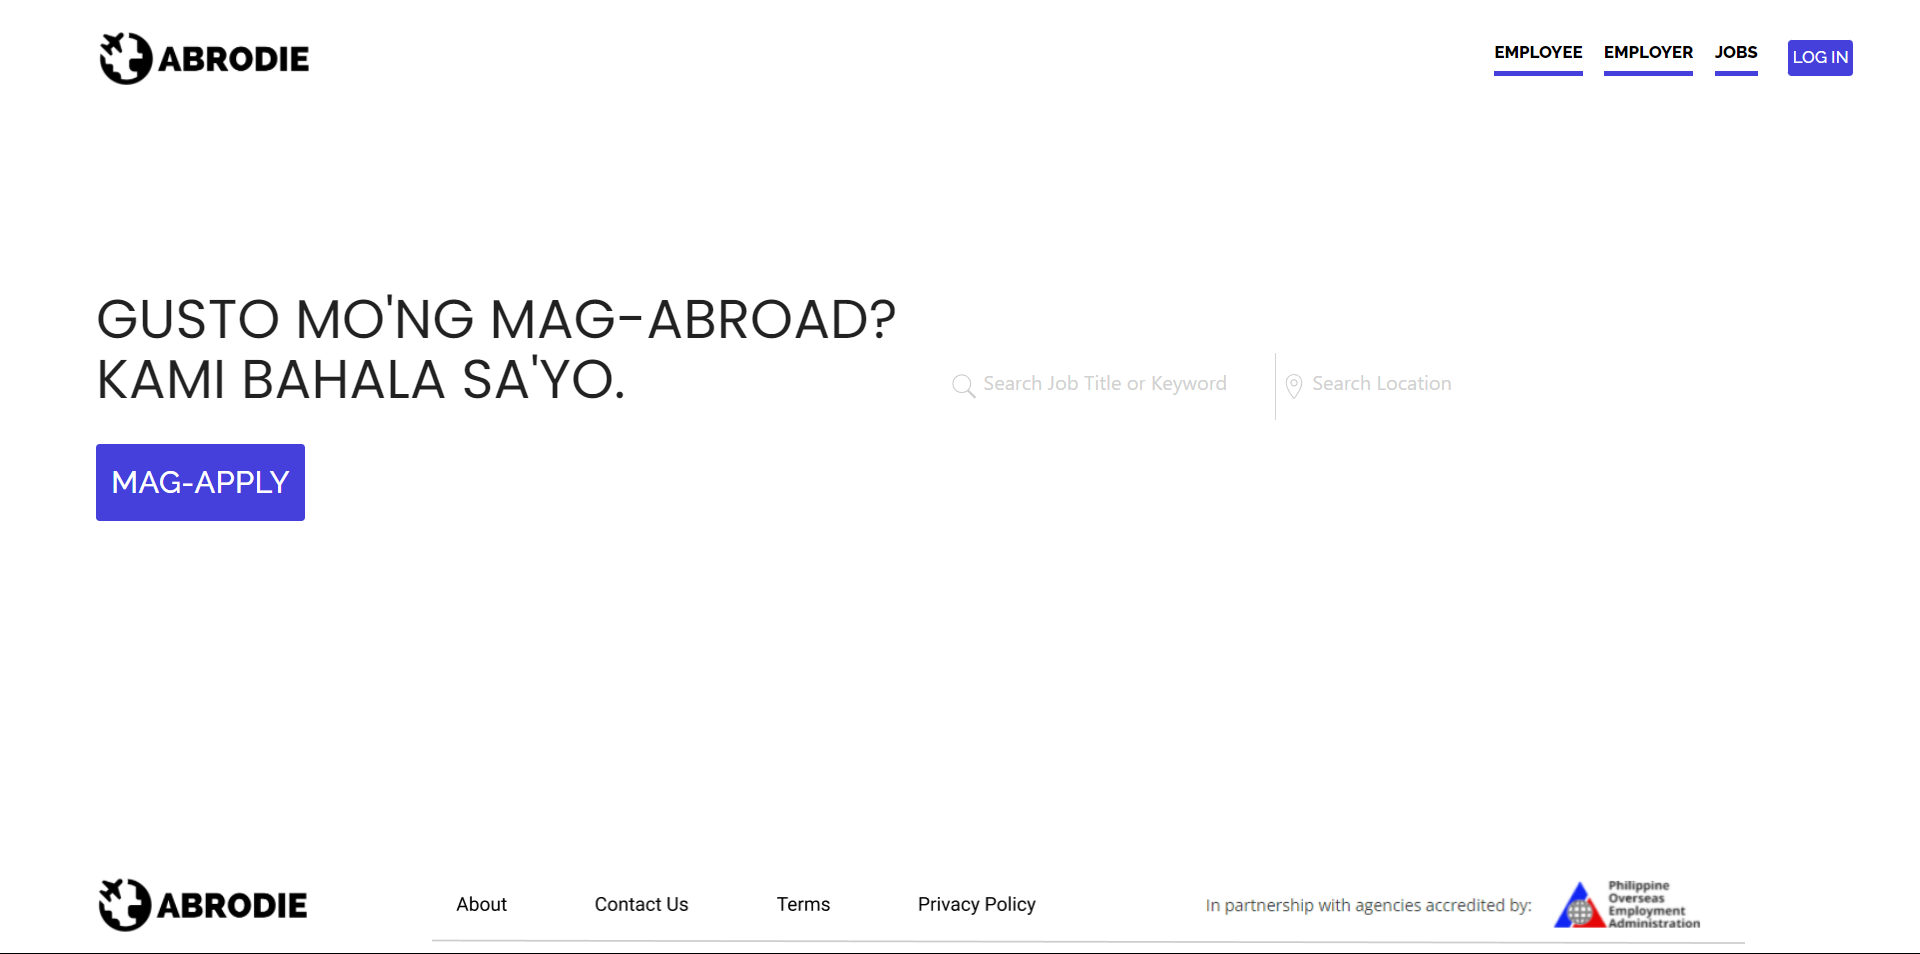 ABRODIE
EMPLOYEE EMPLOYER JOBS LOG IN
GUSTO MO'NG MAG-ABROAD?
KAMI BAHALA SA'YO.
Search Job Title or Keyword Search Location
MAG-APPLY
ABRODIE
About Contact Us Terms Privacy Policy
In partnership with agencies accredited by:
Philippine
Overseas
Employment
Administration